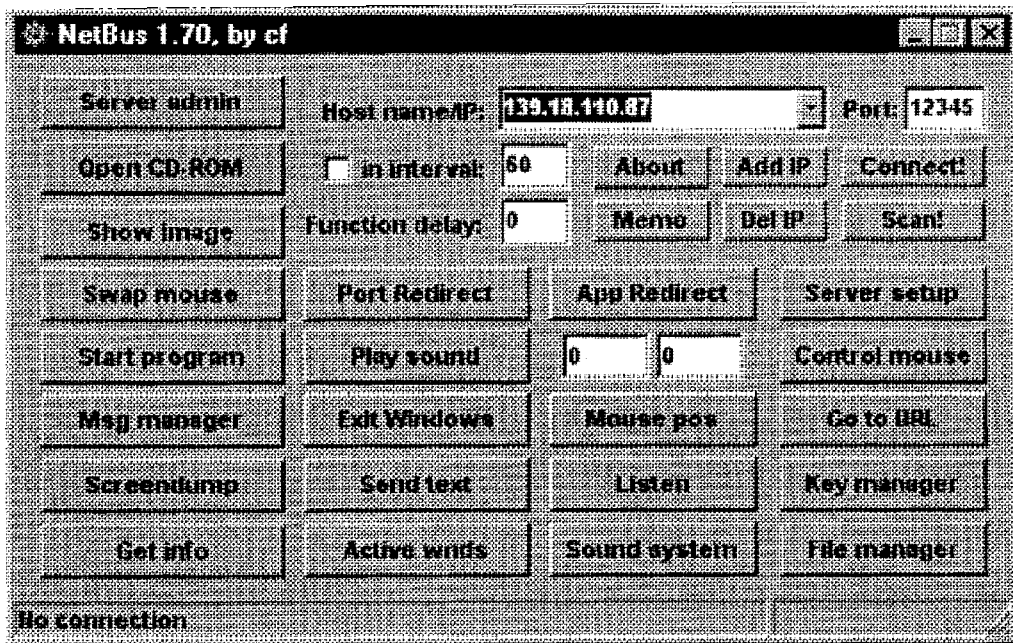 NetBus 1.70, by cf
Server admin
Host name/IP: 139.18.110.87 Port: 12345
Open CD-ROM
in interval: 60 About Add IP Connect!
Show image
Function delay: 0 Memo Del IP Scan!
Swap mouse Port Redirect App Redirect Server setup
Start program Play sound 0 0 Control mouse
Msg manager Exit Windows Mouse pos Go to URL
Screendump Send text Listen Key manager
Get info Active wnds Sound system File manager
No connection